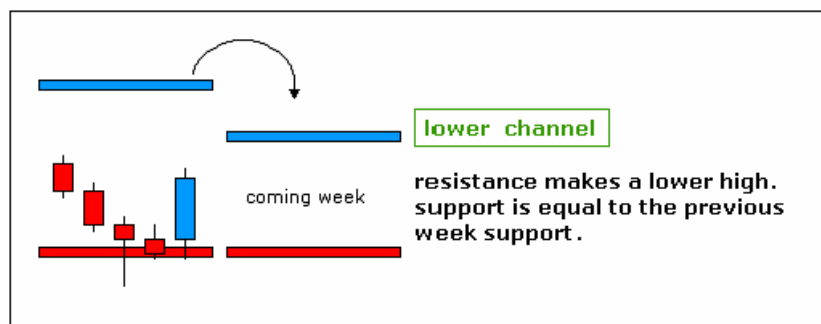 lower channel
coming week
resistance makes a lower high.
support is equal to the previous
week support.